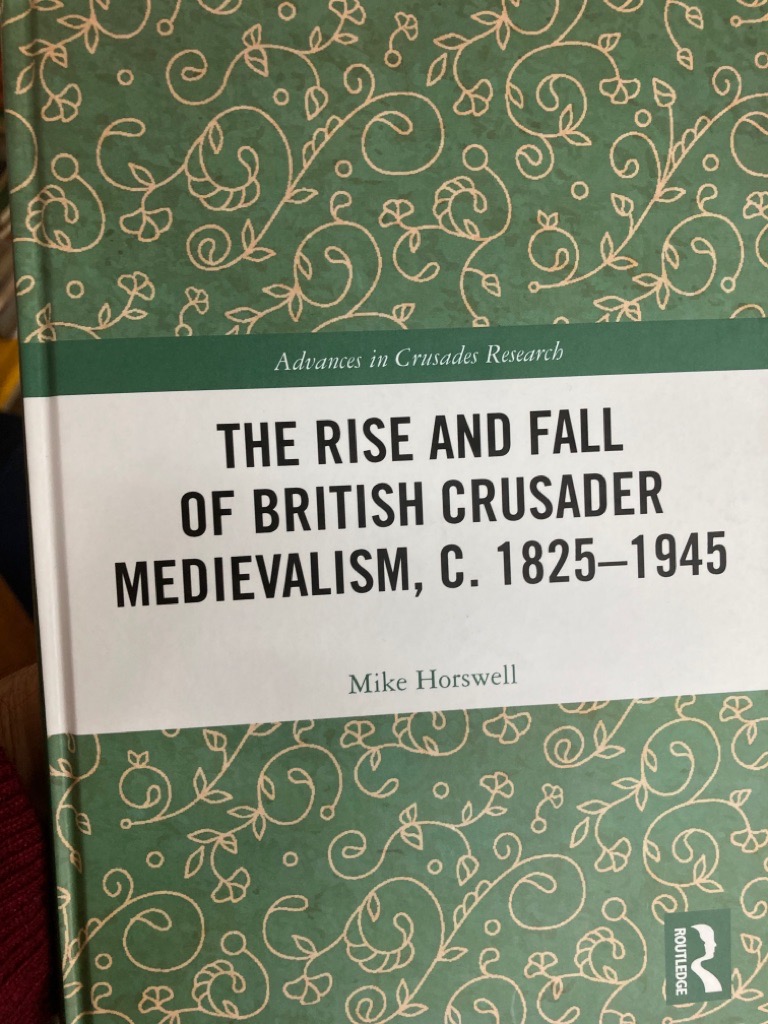 Advances in Crusades Research
THE RISE AND FALL
OF BRITISH CRUSADER
MEDIEVALISM, C. 1825–1945
Mike Horswell
ROUTLEDGE